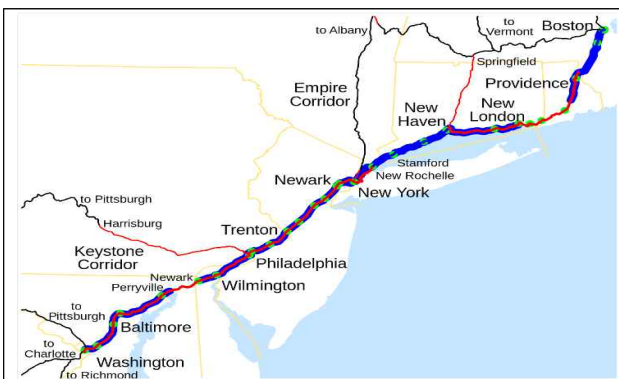 to Albany
to
Vermont
Boston
Springfield
Empire
Corridor
Providence
New
Haven
New
London
Stamford
New Rochelle
Newark
New York
to Pittsburgh
Harrisburg
Trenton
Keystone
Corridor
Philadelphia
Newark
Perryville
Wilmington
to
Pittsburgh
Baltimore
to
Charlotte
Washington
to Richmond